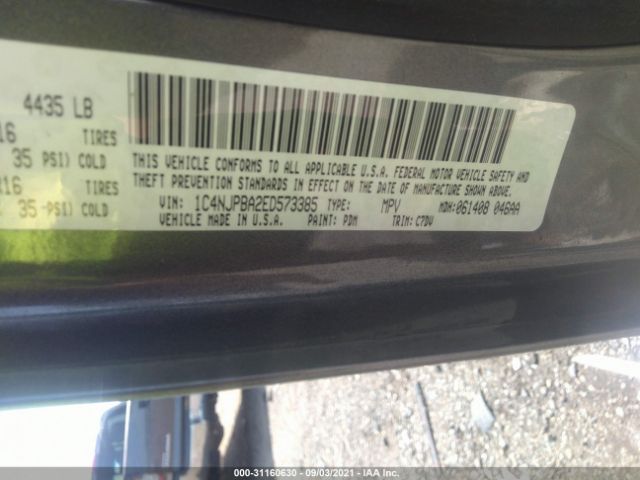 4435 LB
16 TIRES
35 PSI) COLD
R16 TIRES
35 PSI) COLD
THIS VEHICLE CONFORMS TO ALL APPLICABLE U.S.A. FEDERAL MOTOR VEHICLE SAFETY AND
THEFT PREVENTION STANDARDS IN EFFECT ON THE DATE OF MANUFACTURE SHOWN ABOVE.
VIN: 1C4NJPBA2ED573385 TYPE: MPV MDH: 061408 046AA
VEHICLE MADE IN U.S.A. PAINT: PDM TRIM: C7DV
000-31160630 - 09/03/2021 - IAA Inc.